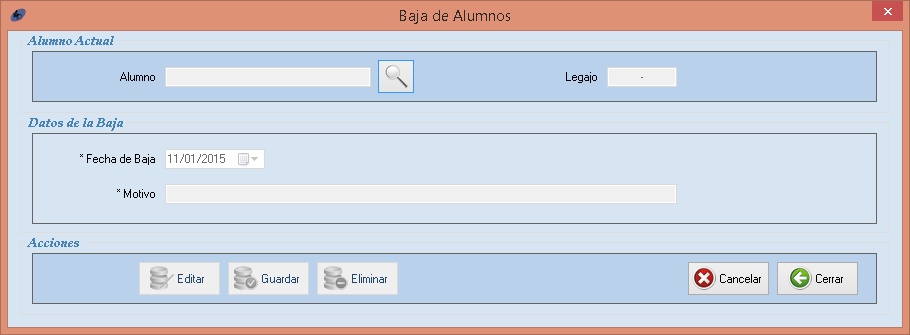 Baja de Alumnos
Alumno Actual
Alumno
Legajo -
Datos de la Baja
* Fecha de Baja 11/01/2015
* Motivo
Acciones
Editar Guardar Eliminar Cancelar Cerrar